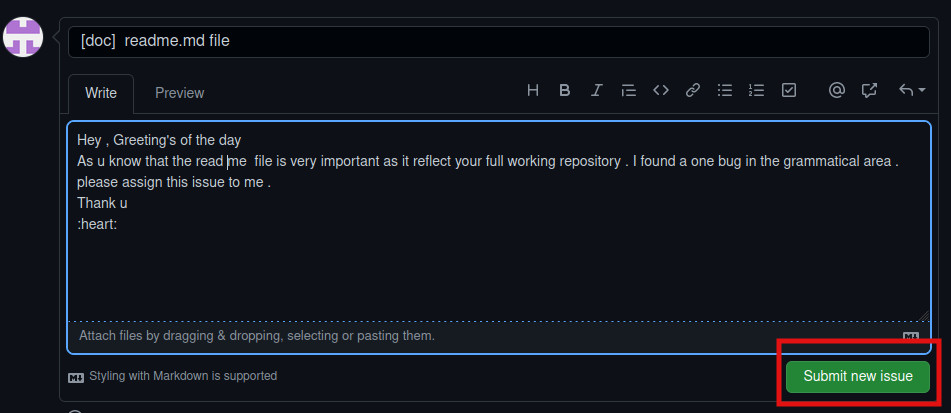 [doc]  readme.md file
Write Preview H B I @
Hey , Greeting's of the day
As u know that the read me  file is very important as it reflect your full working repository . I found a one bug in the grammatical area .
please assign this issue to me .
Thank u
:heart:
Attach files by dragging & dropping, selecting or pasting them.
Styling with Markdown is supported
Submit new issue